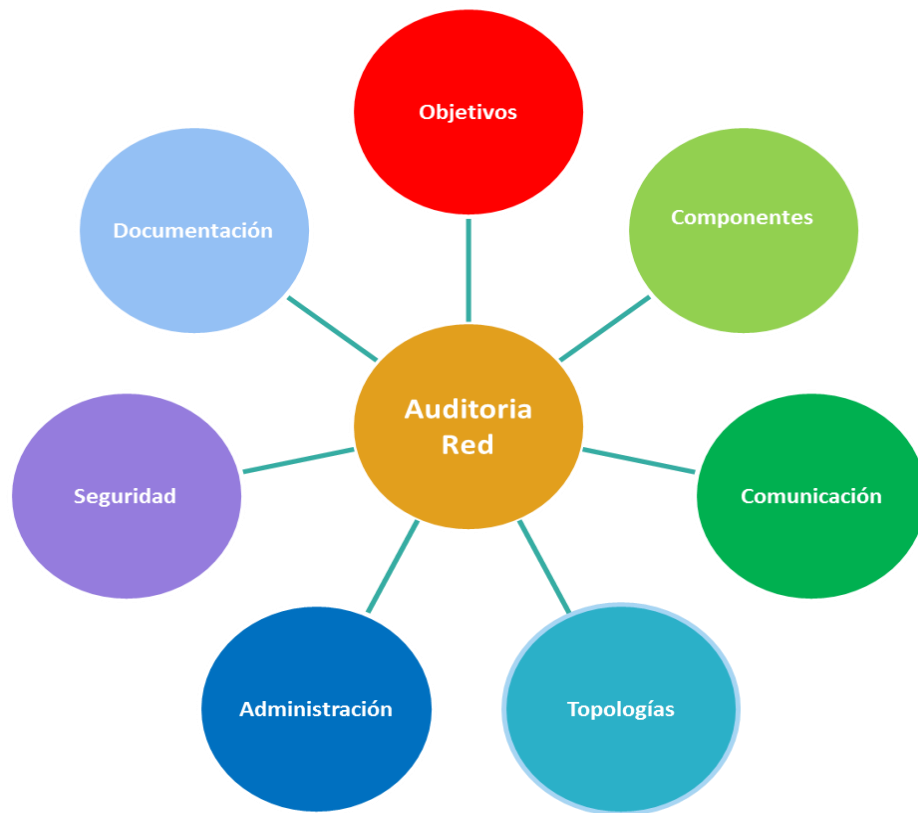 Objetivos
Componentes
Comunicación
Topologías
Administración
Seguridad
Documentación
Auditoria
Red